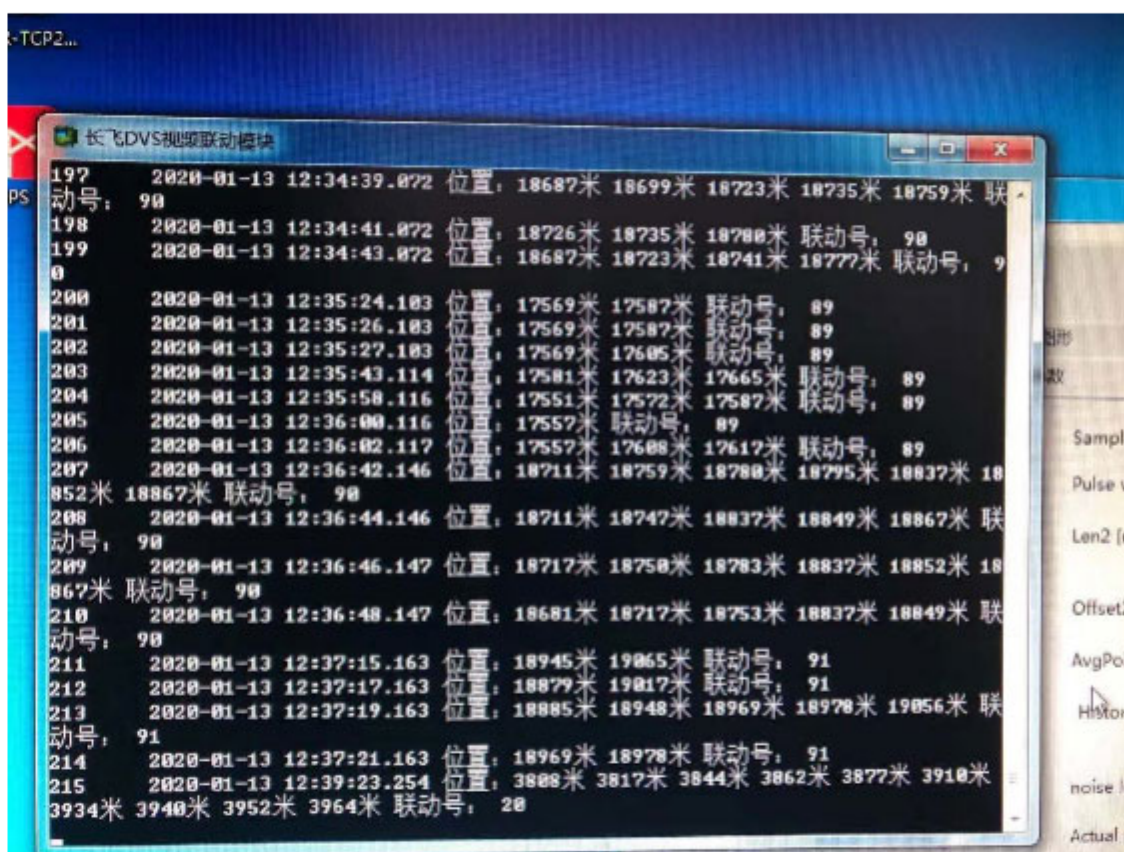 -TCP2...
PS
长飞DVS视频联动模块
197 2020-01-13 12:34:39.072 位置: 18687米 18699米 18723米 18735米 18759米 联
动号: 90
198 2020-01-13 12:34:41.072 位置: 18726米 18735米 18780米 联动号: 90
199 2020-01-13 12:34:43.072 位置: 18687米 18723米 18741米 18777米 联动号: 9
0
200 2020-01-13 12:35:24.103 位置: 17569米 17587米 联动号: 89
201 2020-01-13 12:35:26.103 位置: 17569米 17587米 联动号: 89
202 2020-01-13 12:35:27.103 位置: 17569米 17605米 联动号: 89
203 2020-01-13 12:35:43.114 位置: 17581米 17623米 17665米 联动号: 89
204 2020-01-13 12:35:58.116 位置: 17551米 17572米 17587米 联动号: 89
205 2020-01-13 12:36:00.116 位置: 17557米 联动号: 89
206 2020-01-13 12:36:02.117 位置: 17557米 17608米 17617米 联动号: 89
207 2020-01-13 12:36:42.146 位置: 18711米 18759米 18780米 18795米 18837米 18
852米 18867米 联动号: 90
208 2020-01-13 12:36:44.146 位置: 18711米 18747米 18837米 18849米 18867米 联
动号: 90
209 2020-01-13 12:36:46.147 位置: 18717米 18750米 18783米 18837米 18852米 18
867米 联动号: 90
210 2020-01-13 12:36:48.147 位置: 18681米 18717米 18753米 18837米 18849米 联
动号: 90
211 2020-01-13 12:37:15.163 位置: 18945米 19065米 联动号: 91
212 2020-01-13 12:37:17.163 位置: 18879米 19017米 联动号: 91
213 2020-01-13 12:37:19.163 位置: 18885米 18948米 18969米 18978米 19056米 联
动号: 91
214 2020-01-13 12:37:21.163 位置: 18969米 18978米 联动号: 91
215 2020-01-13 12:39:23.254 位置: 3808米 3817米 3844米 3862米 3877米 3910米
3934米 3940米 3952米 3964米 联动号: 20
图形
数
Sampl
Pulse
Len2
Offset2
AvgPo
Histor
noise
Actual